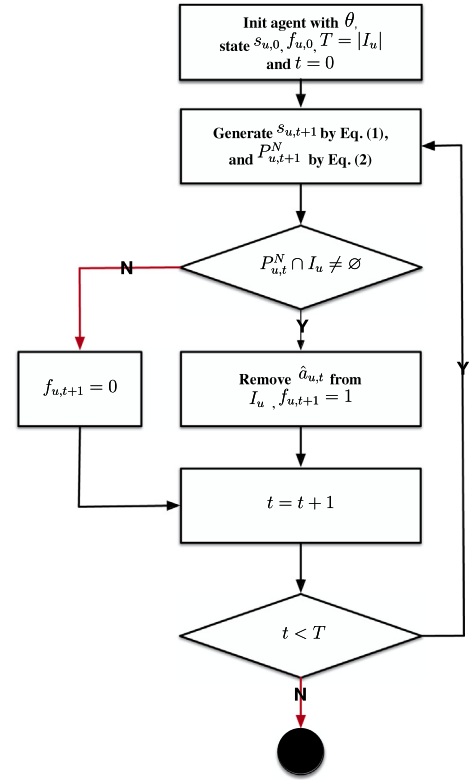 Init agent with θ,
state s_{u,0}, f_{u,0}, T = |I_u|
and t = 0
Generate s_{u,t+1} by Eq. (1),
and P^N_{u,t+1} by Eq. (2)
P^N_{u,t} ∩ I_u ≠ ∅
N
Y
f_{u,t+1} = 0
Remove â_{u,t} from
I_u , f_{u,t+1} = 1
Y
t = t + 1
t < T
N